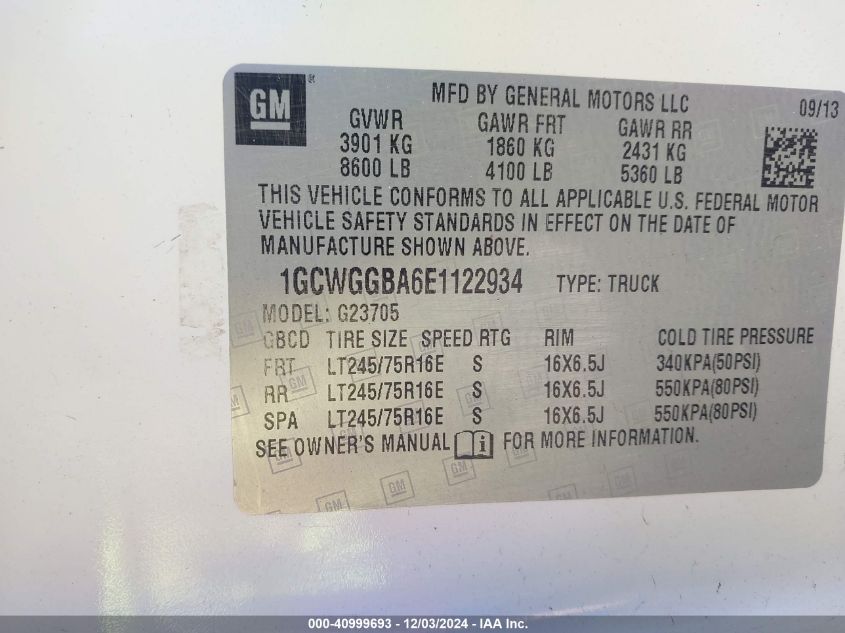 GM ®
MFD BY GENERAL MOTORS LLC 09/13
GVWR GAWR FRT GAWR RR
3901 KG 1860 KG 2431 KG
8600 LB 4100 LB 5360 LB
THIS VEHICLE CONFORMS TO ALL APPLICABLE U.S. FEDERAL MOTOR
VEHICLE SAFETY STANDARDS IN EFFECT ON THE DATE OF
MANUFACTURE SHOWN ABOVE.
1GCWGGBA6E1122934 TYPE: TRUCK
MODEL: G23705
GBCD TIRE SIZE SPEED RTG RIM COLD TIRE PRESSURE
FRT LT245/75R16E S 16X6.5J 340KPA(50PSI)
RR LT245/75R16E S 16X6.5J 550KPA(80PSI)
SPA LT245/75R16E S 16X6.5J 550KPA(80PSI)
SEE OWNER'S MANUAL i FOR MORE INFORMATION.
000-40999693 - 12/03/2024 - IAA Inc.